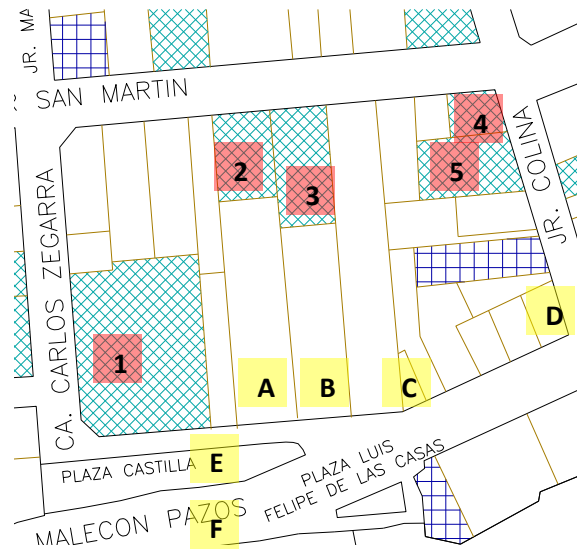 JR. MA
SAN MARTIN
4
2
5
3
JR. COLINA
CA. CARLOS ZEGARRA
D
1
A
B
C
E
PLAZA CASTILLA
PLAZA LUIS
FELIPE DE LAS CASAS
F
MALECON PAZOS